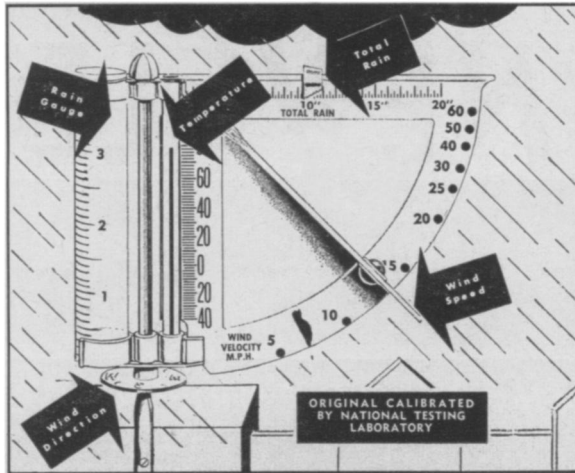 Total
Rain
Rain
Gauge
Temperature
10" 15" 20"
TOTAL RAIN
60
50
40
30
25
20
15
10
5
3
2
1
60
40
20
0
20
40
Wind
Speed
WIND
VELOCITY
M.P.H.
Wind
Direction
ORIGINAL CALIBRATED
BY NATIONAL TESTING
LABORATORY